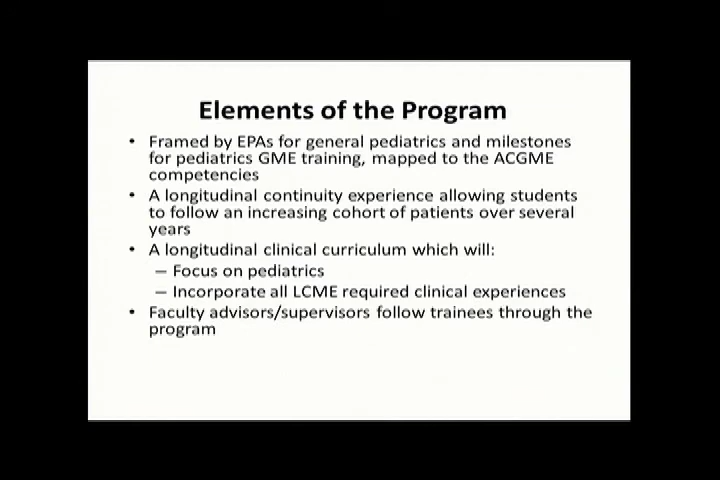 Elements of the Program
• Framed by EPAs for general pediatrics and milestones
for pediatrics GME training, mapped to the ACGME
competencies
• A longitudinal continuity experience allowing students
to follow an increasing cohort of patients over several
years
• A longitudinal clinical curriculum which will:
– Focus on pediatrics
– Incorporate all LCME required clinical experiences
• Faculty advisors/supervisors follow trainees through the
program